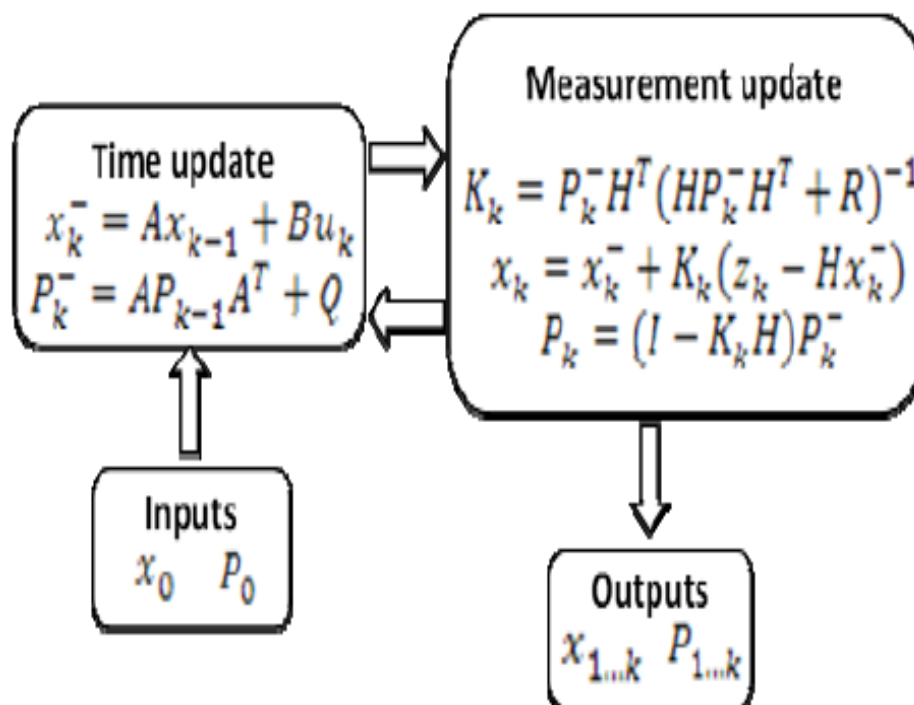 Time update
x̄_k = Ax_{k−1} + Bu_k
P_k^− = AP_{k−1}A^T + Q
Measurement update
K_k = P_k^− H^T (HP_k^− H^T + R)^{−1}
x_k = x_k^− + K_k(z_k − Hx_k^−)
P_k = (I − K_k H)P_k^−
Inputs
x_0 P_0
Outputs
x_{1...k} P_{1...k}